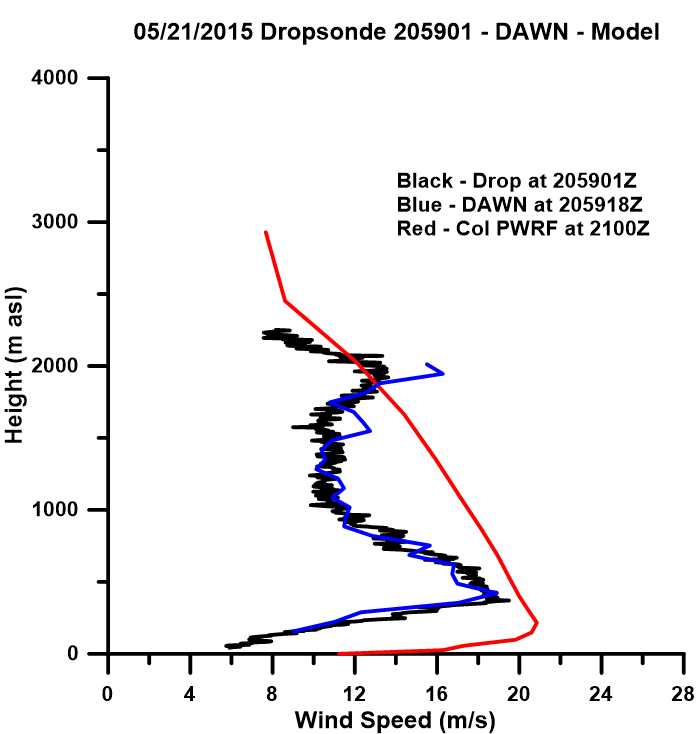 05/21/2015 Dropsonde 205901 - DAWN - Model
4000
Black - Drop at 205901Z
Blue - DAWN at 205918Z
Red - Col PWRF at 2100Z
3000
Height (m asl)
2000
1000
0
0 4 8 12 16 20 24 28
Wind Speed (m/s)